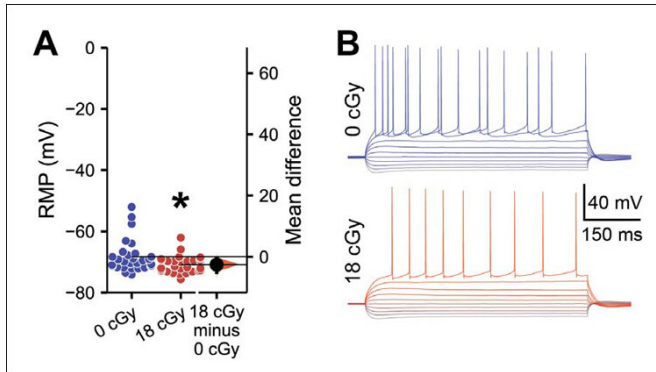 A
0
−20
−40
−60
−80
RMP (mV)
60
40
20
0
Mean difference
*
0 cGy
18 cGy
18 cGy
minus
0 cGy
B
0 cGy
18 cGy
40 mV
150 ms